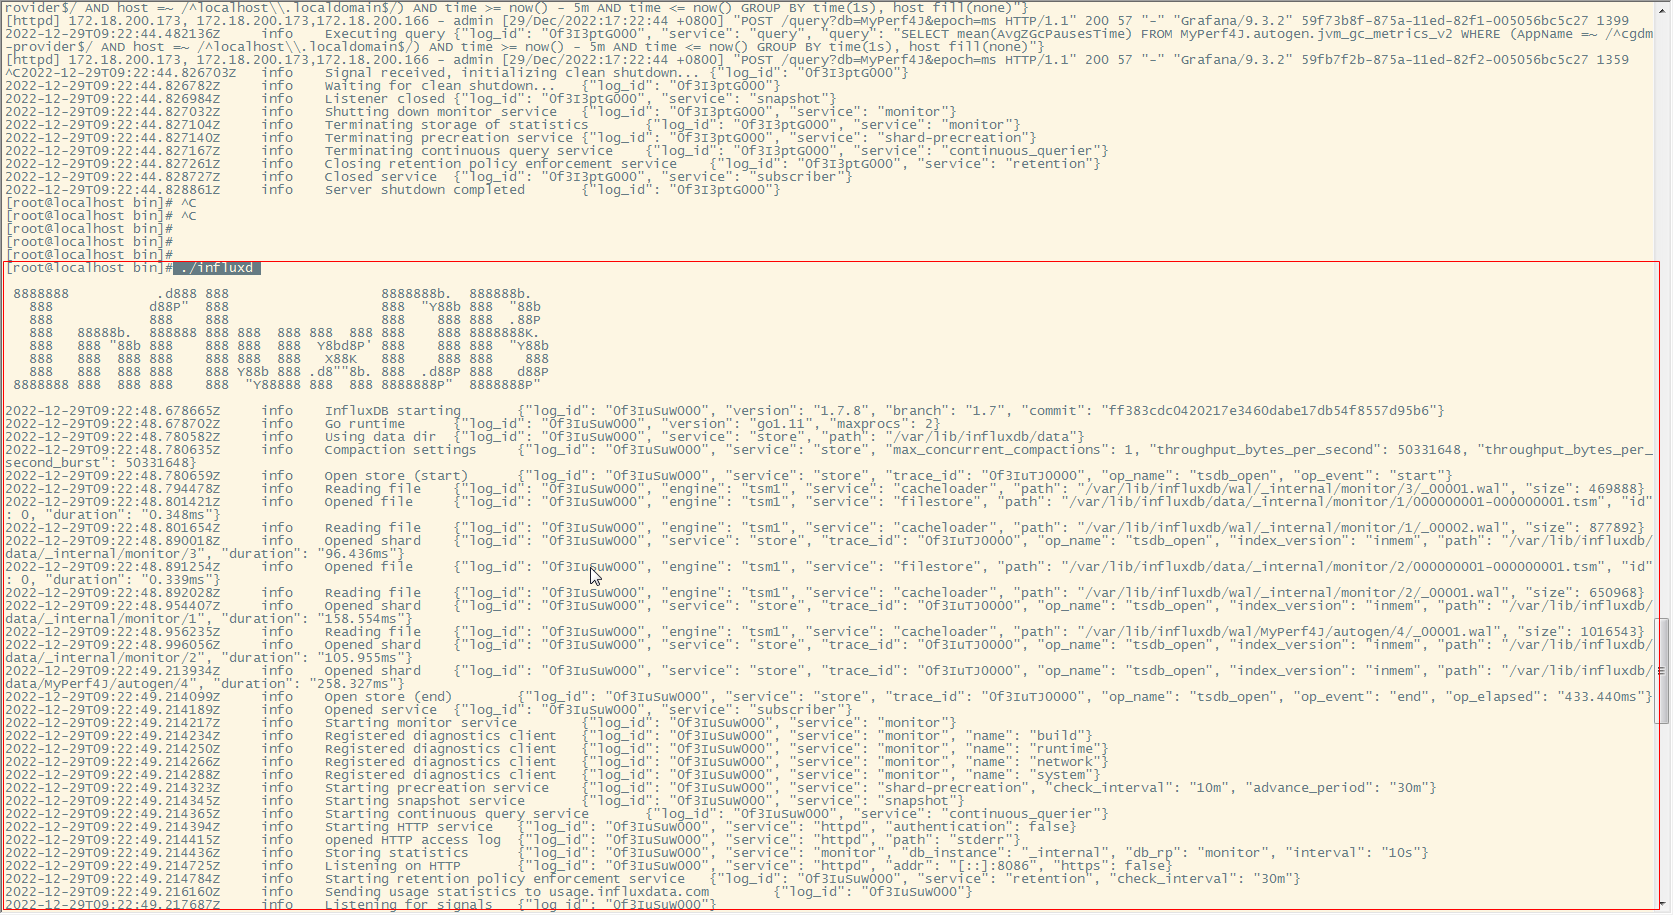 rovider$/ AND host =~ /^localhost\\.localdomain$/) AND time >= now() - 5m AND time <= now() GROUP BY time(1s), host fill(none)"}
[httpd] 172.18.200.173, 172.18.200.173,172.18.200.166 - admin [29/Dec/2022:17:22:44 +0800] "POST /query?db=MyPerf4J&epoch=ms HTTP/1.1" 200 57 "-" "Grafana/9.3.2" 59f73b8f-875a-11ed-82f1-005056bc5c27 1399
2022-12-29T09:22:44.482136Z     info    Executing query {"log_id": "0f3I3ptG000", "service": "query", "query": "SELECT mean(AvgZGcPausesTime) FROM MyPerf4J.autogen.jvm_gc_metrics_v2 WHERE (AppName =~ /^cgdm
-provider$/ AND host =~ /^localhost\\.localdomain$/) AND time >= now() - 5m AND time <= now() GROUP BY time(1s), host fill(none)"}
[httpd] 172.18.200.173, 172.18.200.173,172.18.200.166 - admin [29/Dec/2022:17:22:44 +0800] "POST /query?db=MyPerf4J&epoch=ms HTTP/1.1" 200 57 "-" "Grafana/9.3.2" 59fb7f2b-875a-11ed-82f2-005056bc5c27 1359
^C2022-12-29T09:22:44.826703Z   info    Signal received, initializing clean shutdown... {"log_id": "0f3I3ptG000"}
2022-12-29T09:22:44.826782Z     info    Waiting for clean shutdown...   {"log_id": "0f3I3ptG000"}
2022-12-29T09:22:44.826984Z     info    Listener closed {"log_id": "0f3I3ptG000", "service": "snapshot"}
2022-12-29T09:22:44.827032Z     info    Shutting down monitor service   {"log_id": "0f3I3ptG000", "service": "monitor"}
2022-12-29T09:22:44.827104Z     info    Terminating storage of statistics       {"log_id": "0f3I3ptG000", "service": "monitor"}
2022-12-29T09:22:44.827140Z     info    Terminating precreation service {"log_id": "0f3I3ptG000", "service": "shard-precreation"}
2022-12-29T09:22:44.827167Z     info    Terminating continuous query service    {"log_id": "0f3I3ptG000", "service": "continuous_querier"}
2022-12-29T09:22:44.827261Z     info    Closing retention policy enforcement service    {"log_id": "0f3I3ptG000", "service": "retention"}
2022-12-29T09:22:44.828727Z     info    Closed service  {"log_id": "0f3I3ptG000", "service": "subscriber"}
2022-12-29T09:22:44.828861Z     info    Server shutdown completed       {"log_id": "0f3I3ptG000"}
[root@localhost bin]# ^C
[root@localhost bin]# ^C
[root@localhost bin]#
[root@localhost bin]#
[root@localhost bin]#
[root@localhost bin]# ./influxd
 8888888           .d888 888                   8888888b.  888888b.
   888            d88P"  888                   888  "Y88b 888  "88b
   888            888    888                   888    888 888  .88P
   888   88888b.  888888 888 888  888 888  888 888    888 8888888K.
   888   888 "88b 888    888 888  888  Y8bd8P' 888    888 888  "Y88b
   888   888  888 888    888 888  888   X88K   888    888 888    888
   888   888  888 888    888 Y88b 888 .d8""8b. 888  .d88P 888   d88P
 8888888 888  888 888    888  "Y88888 888  888 8888888P"  8888888P"
2022-12-29T09:22:48.678665Z     info    InfluxDB starting       {"log_id": "0f3IuSuW000", "version": "1.7.8", "branch": "1.7", "commit": "ff383cdc0420217e3460dabe17db54f8557d95b6"}
2022-12-29T09:22:48.678702Z     info    Go runtime      {"log_id": "0f3IuSuW000", "version": "go1.11", "maxprocs": 2}
2022-12-29T09:22:48.780582Z     info    Using data dir  {"log_id": "0f3IuSuW000", "service": "store", "path": "/var/lib/influxdb/data"}
2022-12-29T09:22:48.780635Z     info    Compaction settings     {"log_id": "0f3IuSuW000", "service": "store", "max_concurrent_compactions": 1, "throughput_bytes_per_second": 50331648, "throughput_bytes_per_
second_burst": 50331648}
2022-12-29T09:22:48.780659Z     info    Open store (start)      {"log_id": "0f3IuSuW000", "service": "store", "trace_id": "0f3IuTJ0000", "op_name": "tsdb_open", "op_event": "start"}
2022-12-29T09:22:48.794478Z     info    Reading file    {"log_id": "0f3IuSuW000", "engine": "tsm1", "service": "cacheloader", "path": "/var/lib/influxdb/wal/_internal/monitor/3/_00001.wal", "size": 469888}
2022-12-29T09:22:48.801421Z     info    Opened file     {"log_id": "0f3IuSuW000", "engine": "tsm1", "service": "filestore", "path": "/var/lib/influxdb/data/_internal/monitor/1/000000001-000000001.tsm", "id"
: 0, "duration": "0.348ms"}
2022-12-29T09:22:48.801654Z     info    Reading file    {"log_id": "0f3IuSuW000", "engine": "tsm1", "service": "cacheloader", "path": "/var/lib/influxdb/wal/_internal/monitor/1/_00002.wal", "size": 877892}
2022-12-29T09:22:48.890018Z     info    Opened shard    {"log_id": "0f3IuSuW000", "service": "store", "trace_id": "0f3IuTJ0000", "op_name": "tsdb_open", "index_version": "inmem", "path": "/var/lib/influxdb/
data/_internal/monitor/3", "duration": "96.436ms"}
2022-12-29T09:22:48.891254Z     info    Opened file     {"log_id": "0f3IuSuW000", "engine": "tsm1", "service": "filestore", "path": "/var/lib/influxdb/data/_internal/monitor/2/000000001-000000001.tsm", "id"
: 0, "duration": "0.339ms"}
2022-12-29T09:22:48.892028Z     info    Reading file    {"log_id": "0f3IuSuW000", "engine": "tsm1", "service": "cacheloader", "path": "/var/lib/influxdb/wal/_internal/monitor/2/_00001.wal", "size": 650968}
2022-12-29T09:22:48.954407Z     info    Opened shard    {"log_id": "0f3IuSuW000", "service": "store", "trace_id": "0f3IuTJ0000", "op_name": "tsdb_open", "index_version": "inmem", "path": "/var/lib/influxdb/
data/_internal/monitor/1", "duration": "158.554ms"}
2022-12-29T09:22:48.956235Z     info    Reading file    {"log_id": "0f3IuSuW000", "engine": "tsm1", "service": "cacheloader", "path": "/var/lib/influxdb/wal/MyPerf4J/autogen/4/_00001.wal", "size": 1016543}
2022-12-29T09:22:48.996056Z     info    Opened shard    {"log_id": "0f3IuSuW000", "service": "store", "trace_id": "0f3IuTJ0000", "op_name": "tsdb_open", "index_version": "inmem", "path": "/var/lib/influxdb/
data/_internal/monitor/2", "duration": "105.955ms"}
2022-12-29T09:22:49.213934Z     info    Opened shard    {"log_id": "0f3IuSuW000", "service": "store", "trace_id": "0f3IuTJ0000", "op_name": "tsdb_open", "index_version": "inmem", "path": "/var/lib/influxdb/
data/MyPerf4J/autogen/4", "duration": "258.327ms"}
2022-12-29T09:22:49.214099Z     info    Open store (end)        {"log_id": "0f3IuSuW000", "service": "store", "trace_id": "0f3IuTJ0000", "op_name": "tsdb_open", "op_event": "end", "op_elapsed": "433.440ms"}
2022-12-29T09:22:49.214189Z     info    Opened service  {"log_id": "0f3IuSuW000", "service": "subscriber"}
2022-12-29T09:22:49.214217Z     info    Starting monitor service        {"log_id": "0f3IuSuW000", "service": "monitor"}
2022-12-29T09:22:49.214234Z     info    Registered diagnostics client   {"log_id": "0f3IuSuW000", "service": "monitor", "name": "build"}
2022-12-29T09:22:49.214250Z     info    Registered diagnostics client   {"log_id": "0f3IuSuW000", "service": "monitor", "name": "runtime"}
2022-12-29T09:22:49.214266Z     info    Registered diagnostics client   {"log_id": "0f3IuSuW000", "service": "monitor", "name": "network"}
2022-12-29T09:22:49.214288Z     info    Registered diagnostics client   {"log_id": "0f3IuSuW000", "service": "monitor", "name": "system"}
2022-12-29T09:22:49.214323Z     info    Starting precreation service    {"log_id": "0f3IuSuW000", "service": "shard-precreation", "check_interval": "10m", "advance_period": "30m"}
2022-12-29T09:22:49.214345Z     info    Starting snapshot service       {"log_id": "0f3IuSuW000", "service": "snapshot"}
2022-12-29T09:22:49.214365Z     info    Starting continuous query service       {"log_id": "0f3IuSuW000", "service": "continuous_querier"}
2022-12-29T09:22:49.214394Z     info    Starting HTTP service   {"log_id": "0f3IuSuW000", "service": "httpd", "authentication": false}
2022-12-29T09:22:49.214415Z     info    opened HTTP access log  {"log_id": "0f3IuSuW000", "service": "httpd", "path": "stderr"}
2022-12-29T09:22:49.214436Z     info    Storing statistics      {"log_id": "0f3IuSuW000", "service": "monitor", "db_instance": "_internal", "db_rp": "monitor", "interval": "10s"}
2022-12-29T09:22:49.214725Z     info    Listening on HTTP       {"log_id": "0f3IuSuW000", "service": "httpd", "addr": "[::]:8086", "https": false}
2022-12-29T09:22:49.214784Z     info    Starting retention policy enforcement service   {"log_id": "0f3IuSuW000", "service": "retention", "check_interval": "30m"}
2022-12-29T09:22:49.216160Z     info    Sending usage statistics to usage.influxdata.com        {"log_id": "0f3IuSuW000"}
2022-12-29T09:22:49.217687Z     info    Listening for signals   {"log_id": "0f3IuSuW000"}